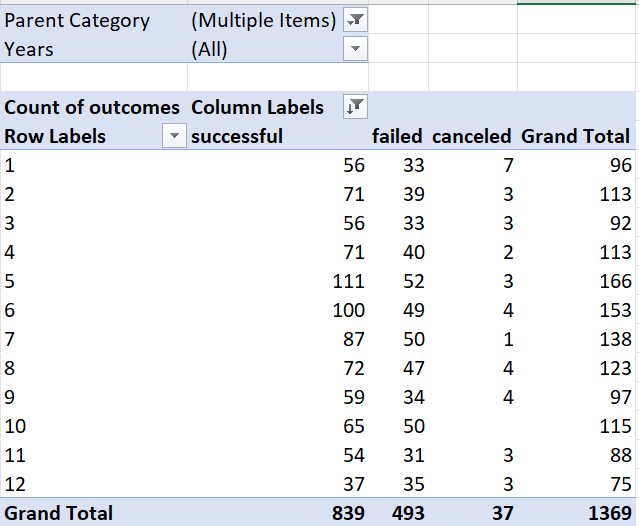 Parent Category (Multiple Items)
Years (All)
Count of outcomes Column Labels
Row Labels successful failed canceled Grand Total
1 56 33 7 96
2 71 39 3 113
3 56 33 3 92
4 71 40 2 113
5 111 52 3 166
6 100 49 4 153
7 87 50 1 138
8 72 47 4 123
9 59 34 4 97
10 65 50 115
11 54 31 3 88
12 37 35 3 75
Grand Total 839 493 37 1369